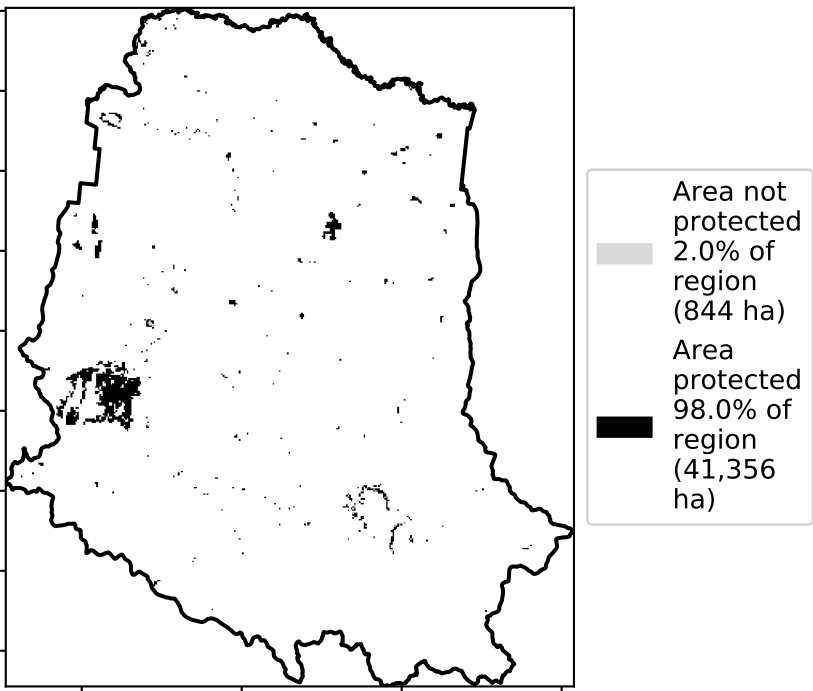 Area not
protected
2.0% of
region
(844 ha)
Area
protected
98.0% of
region
(41,356
ha)